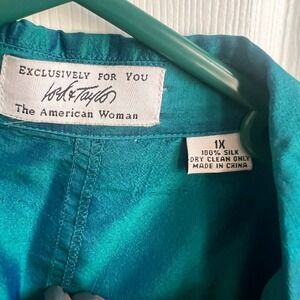 EXCLUSIVELY FOR YOU
Lord & Taylor
The American Woman
1X
100% SILK
DRY CLEAN ONLY
MADE IN CHINA